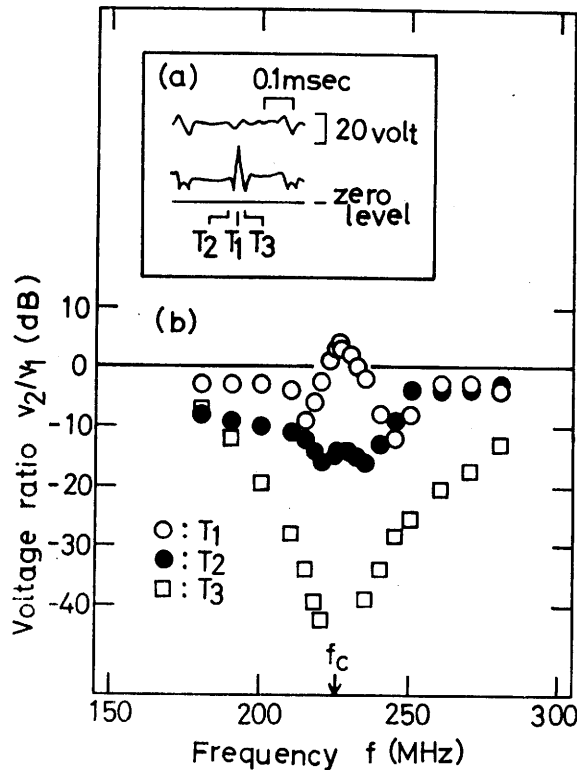 (a)
0.1msec
20 volt
zero level
T2 T1 T3
(b)
10
0
-10
-20
-30
-40
○ : T1
● : T2
□ : T3
fc
150 200 250 300
Voltage ratio v2/v1 (dB)
Frequency f (MHz)